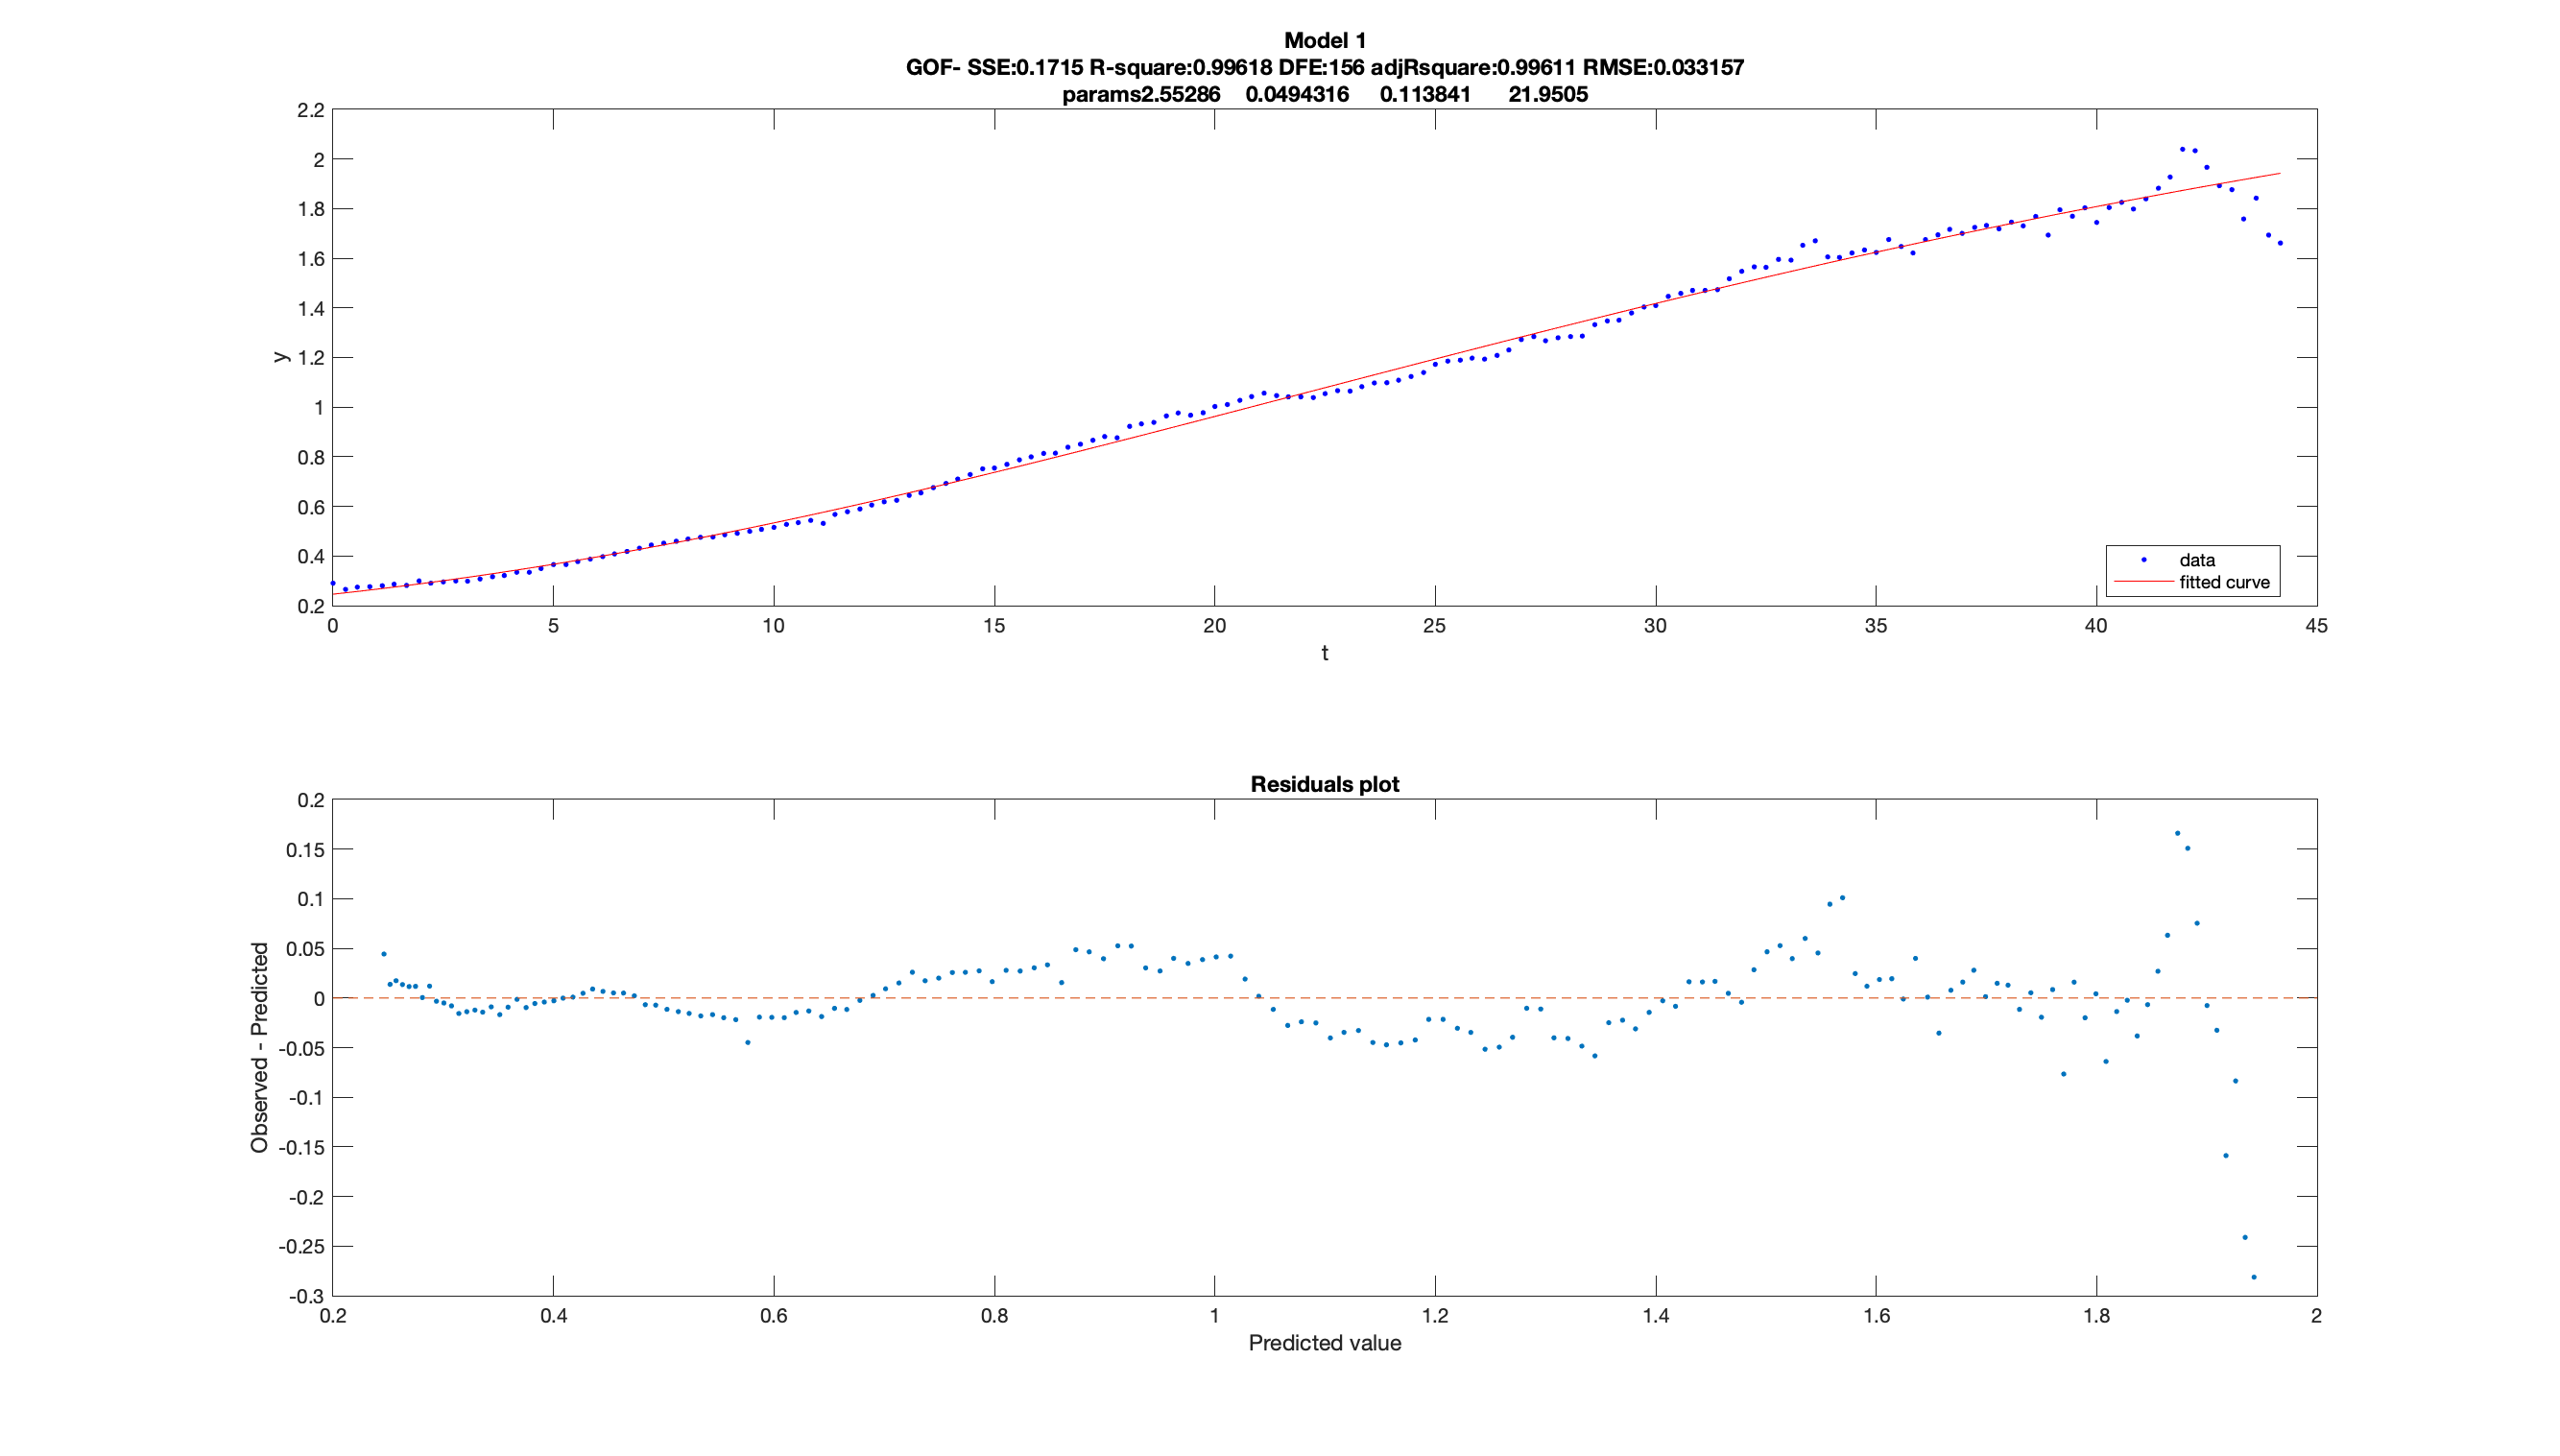 Model 1
GOF- SSE:0.1715 R-square:0.99618 DFE:156 adjRsquare:0.99611 RMSE:0.033157
params2.55286 0.0494316 0.113841 21.9505
2.2
2
1.8
1.6
1.4
1.2
1
0.8
0.6
0.4
0.2
y
0 5 10 15 20 25 30 35 40 45
t
data
fitted curve
Residuals plot
0.2
0.15
0.1
0.05
0
-0.05
-0.1
-0.15
-0.2
-0.25
-0.3
Observed - Predicted
0.2 0.4 0.6 0.8 1 1.2 1.4 1.6 1.8 2
Predicted value